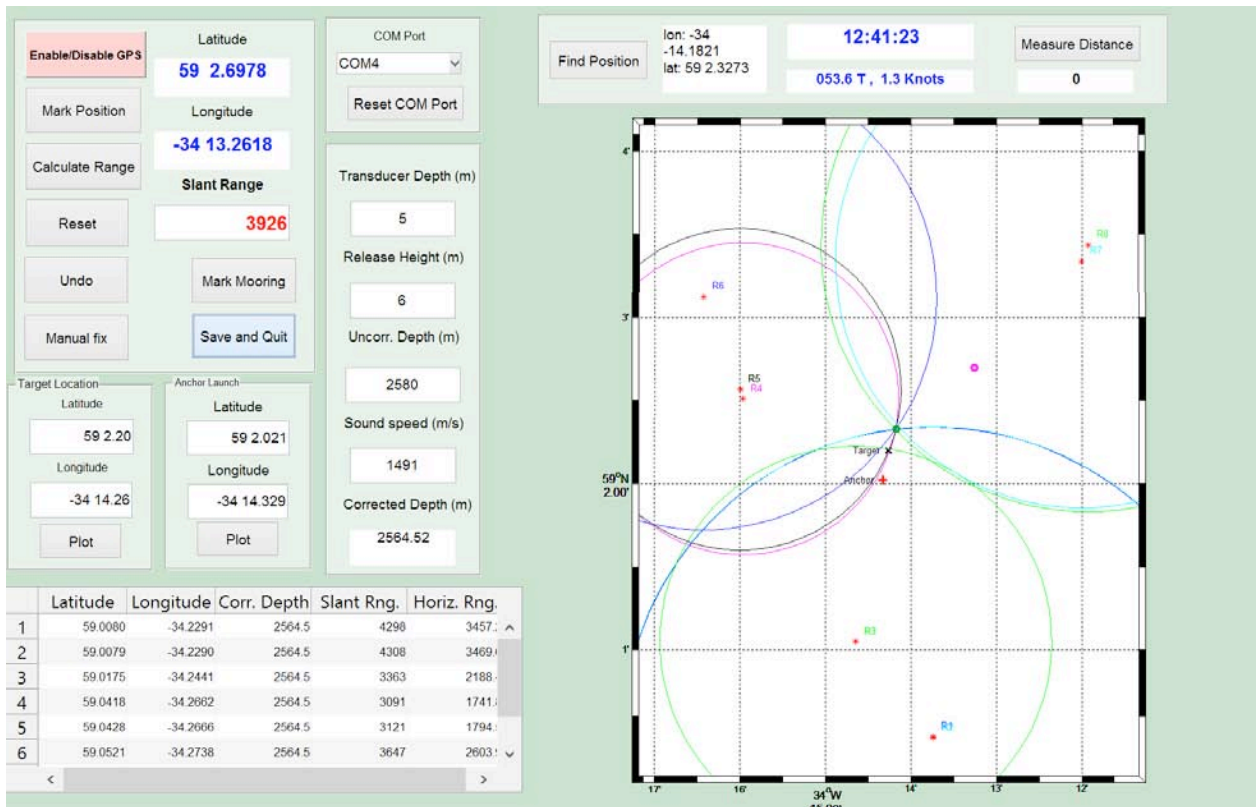 Enable/Disable GPS
Latitude
59 2.6978
Mark Position
Longitude
-34 13.2618
Calculate Range
Slant Range
3926
Reset
Undo
Mark Mooring
Manual fix
Save and Quit
COM Port
COM4
Reset COM Port
Transducer Depth (m)
5
Release Height (m)
6
Uncorr. Depth (m)
2580
Sound speed (m/s)
1491
Corrected Depth (m)
2564.52
Target Location
Latitude
59 2.20
Longitude
-34 14.26
Plot
Anchor Launch
Latitude
59 2.021
Longitude
-34 14.329
Plot
Latitude Longitude Corr. Depth Slant Rng. Horiz. Rng.
1 59.0080 -34.2291 2564.5 4298 3457.
2 59.0079 -34.2290 2564.5 4308 3469.
3 59.0175 -34.2441 2564.5 3363 2188.
4 59.0418 -34.2662 2564.5 3091 1741.
5 59.0428 -34.2666 2564.5 3121 1794.
6 59.0521 -34.2738 2564.5 3647 2603.
Find Position
lon: -34
-14.1821
lat: 59 2.3273
12:41:23
053.6 T , 1.3 Knots
Measure Distance
0
4'
R8
R7
R6
3'
R5
R4
Target
Anchor
59°N
2.00'
R3
1'
17' 16' 34°W 14' 13' 12'